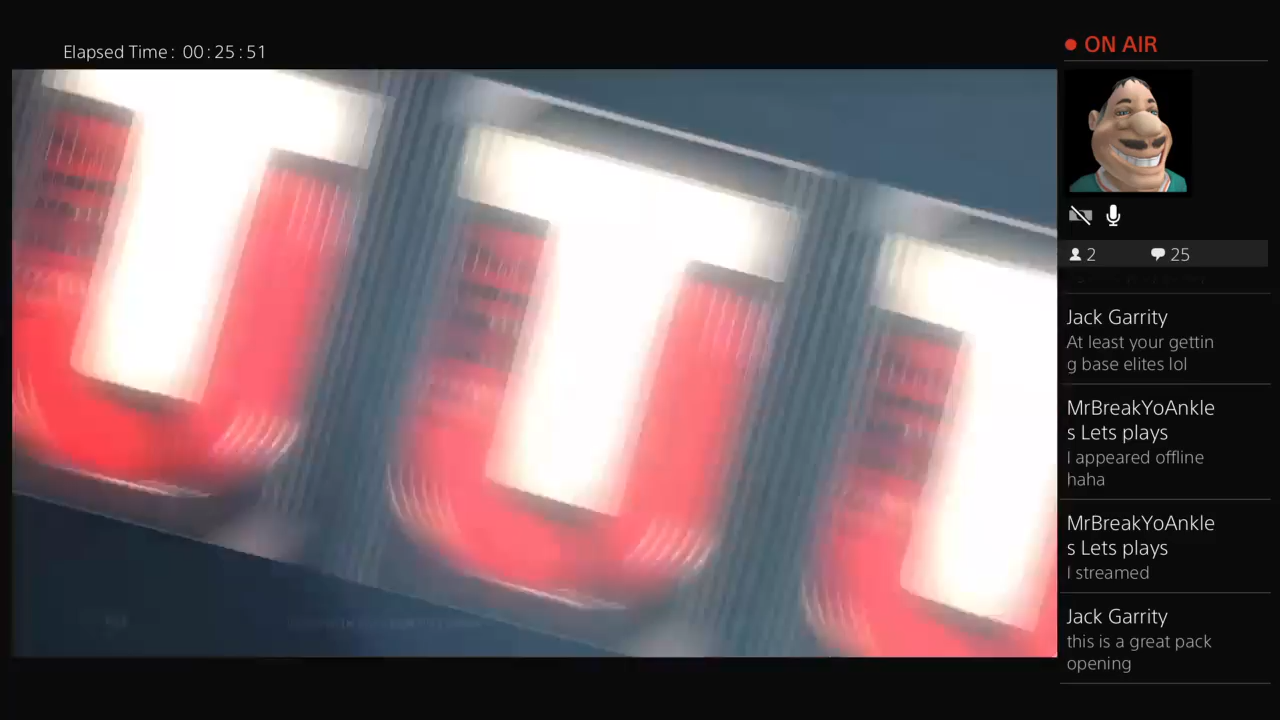 Elapsed Time: 00:25:51
ON AIR
2 25
Jack Garrity
At least your gettin
g base elites lol
MrBreakYoAnkle
s Lets plays
I appeared offline
haha
MrBreakYoAnkle
s Lets plays
I streamed
Jack Garrity
this is a great pack
opening